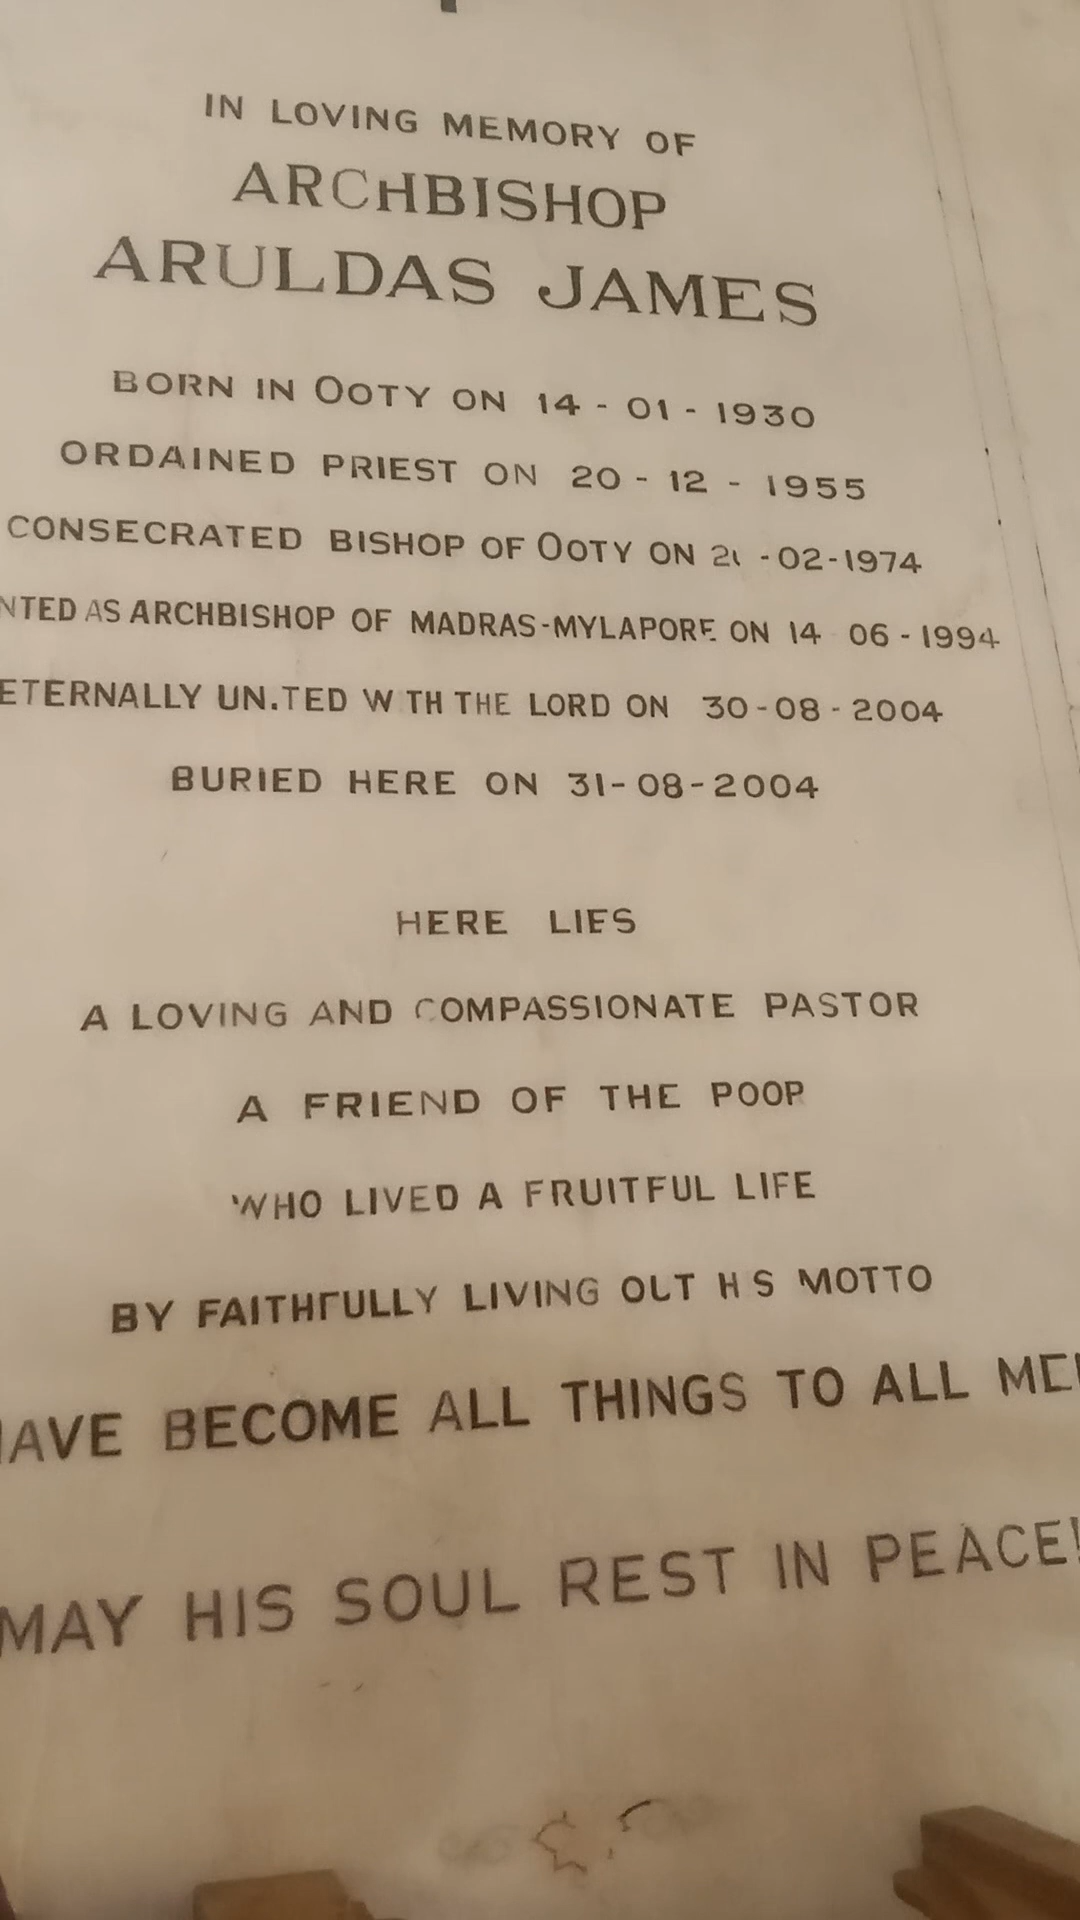 IN LOVING MEMORY OF
ARCHBISHOP
ARULDAS JAMES
BORN IN OOTY ON 14 - 01 - 1930
ORDAINED PRIEST ON 20 - 12 - 1955
CONSECRATED BISHOP OF OOTY ON -02-1974
NTED AS ARCHBISHOP OF MADRAS-MYLAPORE ON 14 06 - 1994
ETERNALLY UN.TED W TH THE LORD ON 30-08-2004
BURIED HERE ON 31-08-2004
HERE LIES
A LOVING AND COMPASSIONATE PASTOR
A FRIEND OF THE POOP
WHO LIVED A FRUITFUL LIFE
BY FAITHFULLY LIVING OUT H S MOTTO
HAVE BECOME ALL THINGS TO ALL ME
MAY HIS SOUL REST IN PEACE!